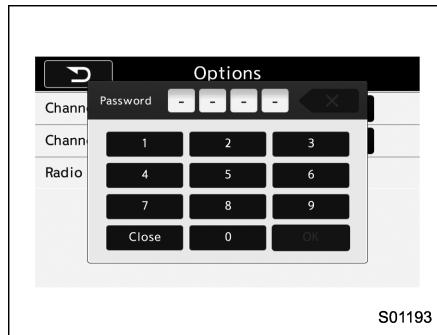 Options
Password - - - -
Chann
1 2 3
Chann
4 5 6
Radio
7 8 9
Close 0 OK
S01193